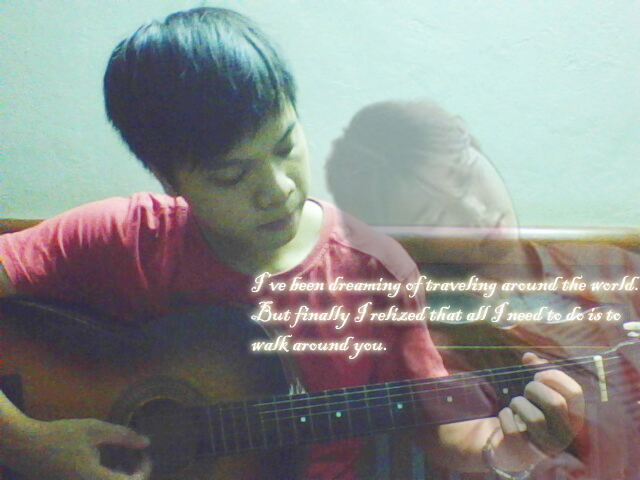 I've been dreaming of traveling around the world.
But finally I relized that all I need to do is to
walk around you.